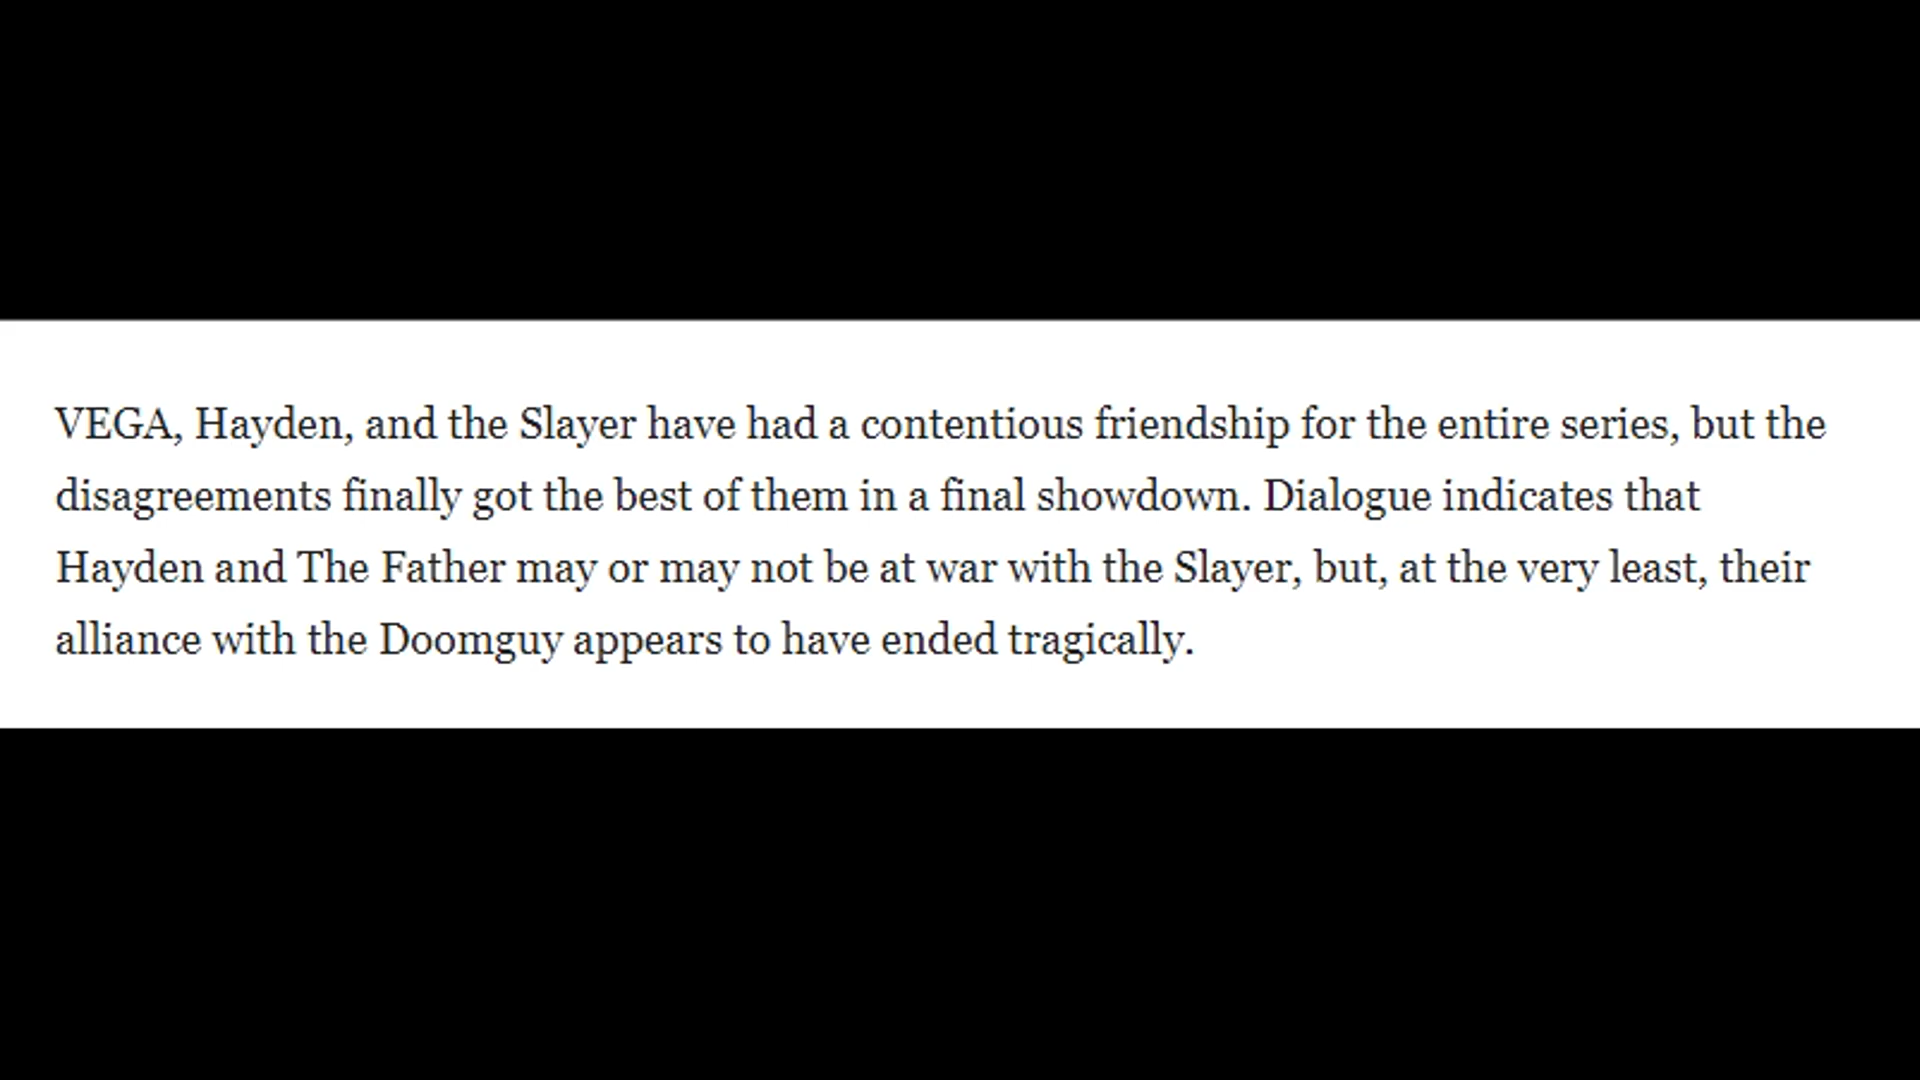 VEGA, Hayden, and the Slayer have had a contentious friendship for the entire series, but the
disagreements finally got the best of them in a final showdown. Dialogue indicates that
Hayden and The Father may or may not be at war with the Slayer, but, at the very least, their
alliance with the Doomguy appears to have ended tragically.